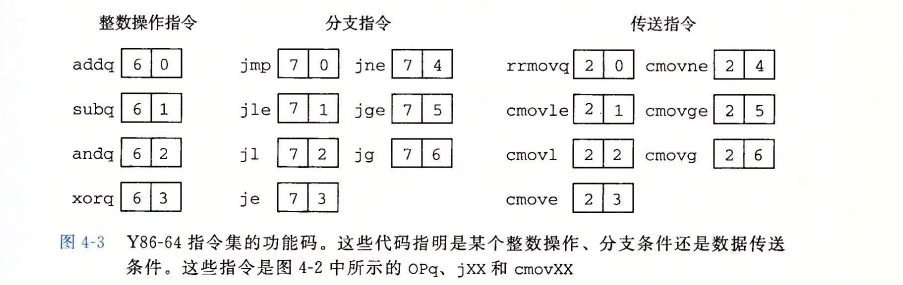 整数操作指令 分支指令 传送指令
addq 6 0 jmp 7 0 jne 7 4 rrmovq 2 0 cmovne 2 4
subq 6 1 jle 7 1 jge 7 5 cmovle 2 1 cmovge 2 5
andq 6 2 jl 7 2 jg 7 6 cmovl 2 2 cmovg 2 6
xorq 6 3 je 7 3 cmove 2 3
图 4-3 Y86-64 指令集的功能码。这些代码指明是某个整数操作、分支条件还是数据传送
条件。这些指令是图 4-2 中所示的 OPq、jXX 和 cmovXX